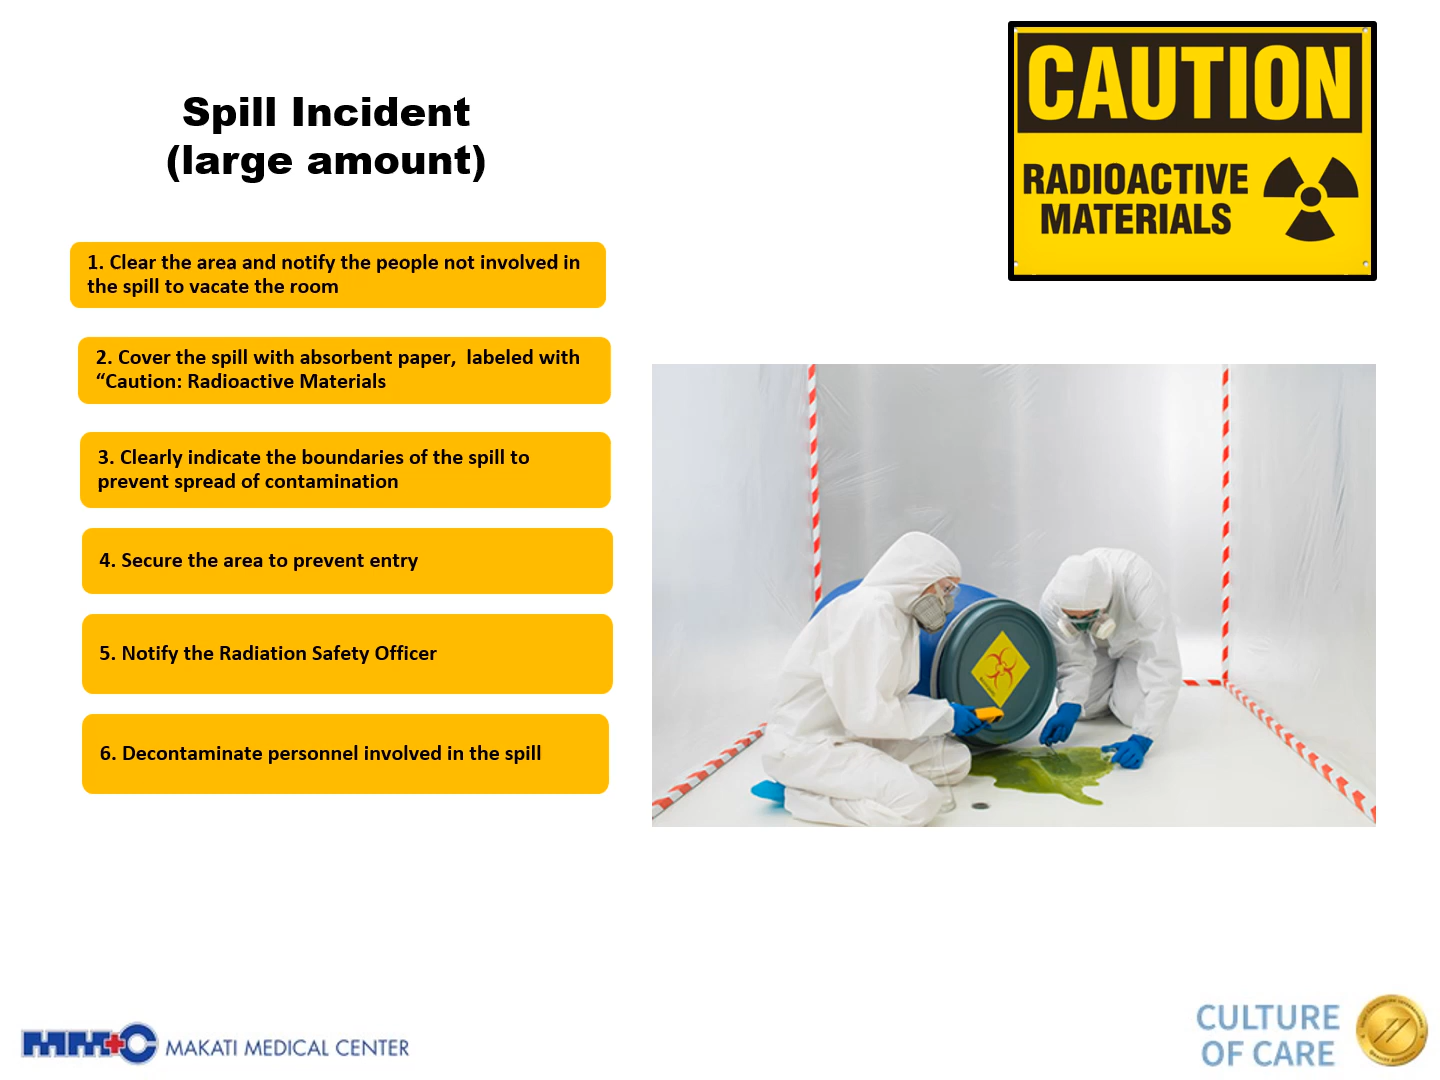 Spill Incident
(large amount)
CAUTION
RADIOACTIVE
MATERIALS
1. Clear the area and notify the people not involved in
the spill to vacate the room
2. Cover the spill with absorbent paper,  labeled with
“Caution: Radioactive Materials
3. Clearly indicate the boundaries of the spill to
prevent spread of contamination
4. Secure the area to prevent entry
5. Notify the Radiation Safety Officer
6. Decontaminate personnel involved in the spill
MMC MAKATI MEDICAL CENTER
CULTURE
OF CARE